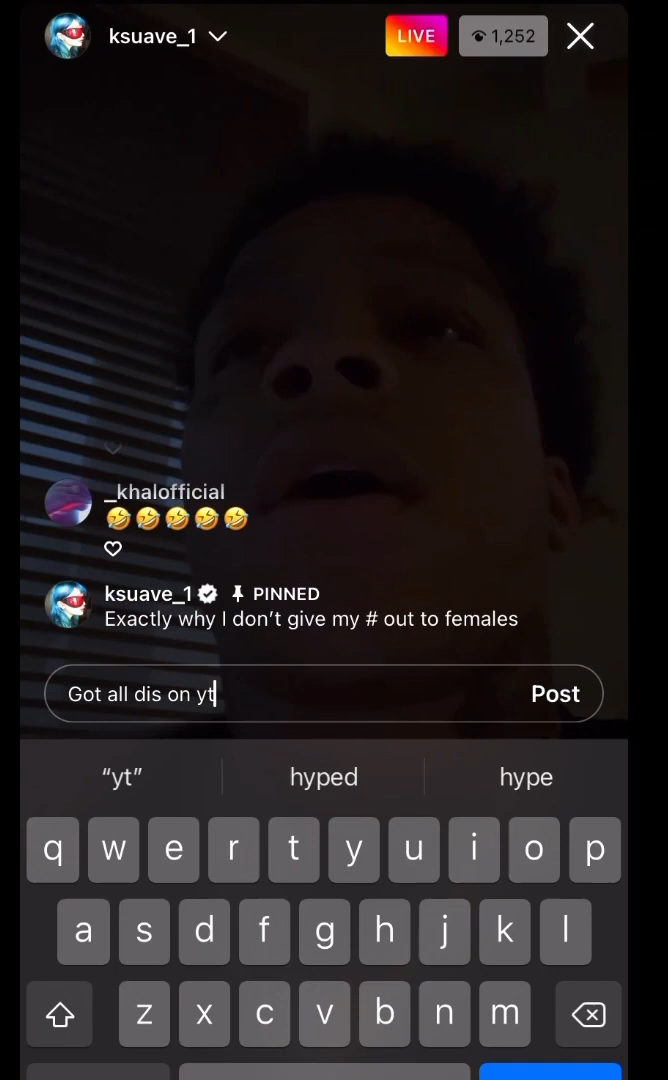 ksuave_1
LIVE
1,252
_khalofficial
🤣🤣🤣🤣🤣
ksuave_1 PINNED
Exactly why I don’t give my # out to females
Got all dis on yt
Post
“yt” hyped hype
q w e r t y u i o p
a s d f g h j k l
z x c v b n m